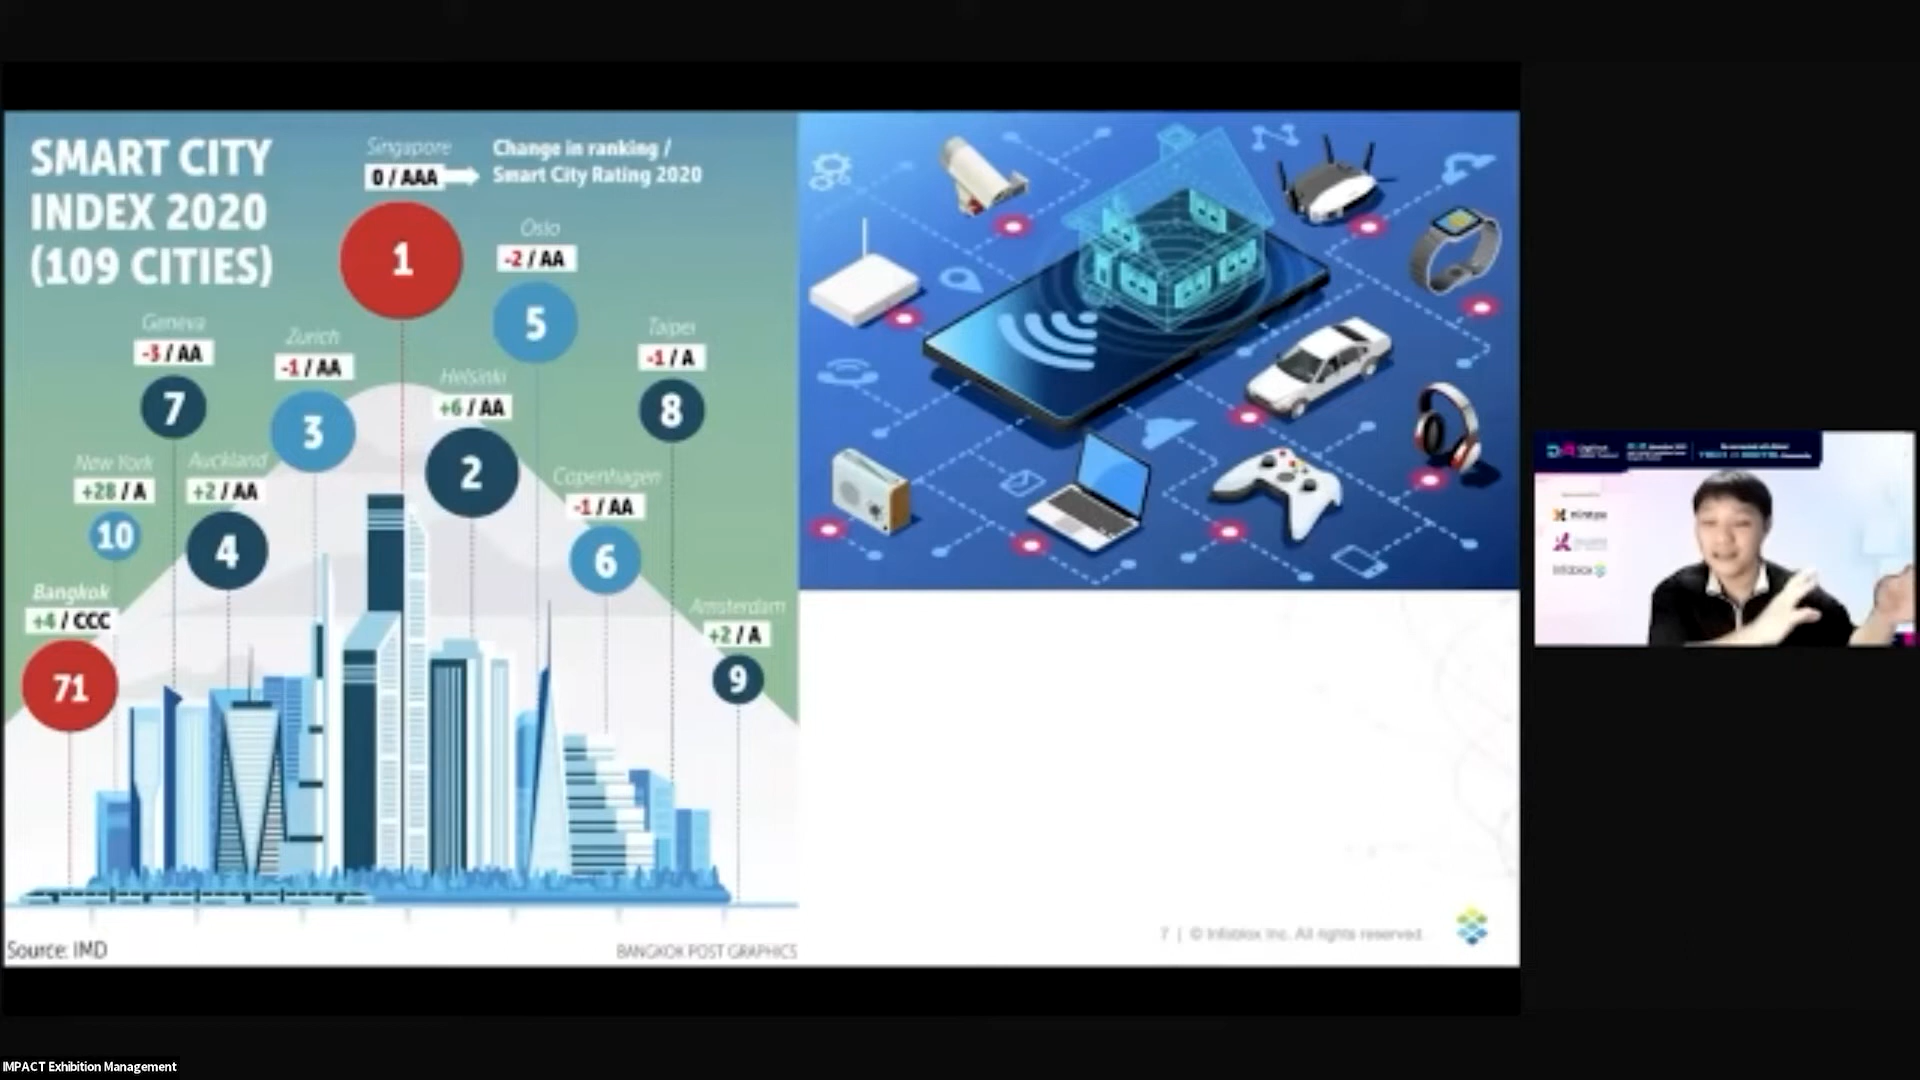 SMART CITY
INDEX 2020
(109 CITIES)
Singapore
0 / AAA
Change in ranking /
Smart City Rating 2020
1
Oslo
-2 / AA
5
Geneva
-3 / AA
7
Zurich
-1 / AA
3
Taipei
-1 / A
8
Helsinki
+6 / AA
2
New York
+28 / A
10
Auckland
+2 / AA
4
Copenhagen
-1 / AA
6
Bangkok
+4 / CCC
71
Amsterdam
+2 / A
9
Source: IMD
BANGKOK POST GRAPHICS
7 | © Infoblox Inc. All rights reserved.
infoblox
IMPACT Exhibition Management